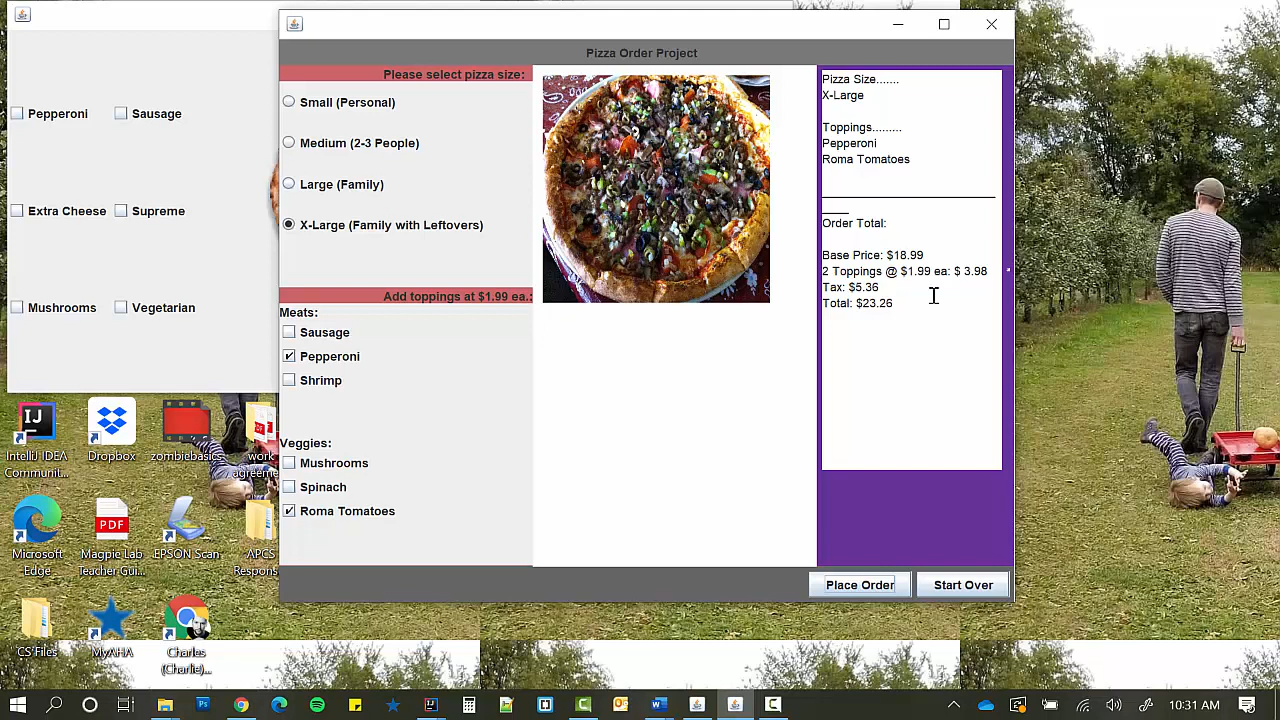 Pizza Order Project
Pepperoni
Sausage
Extra Cheese
Supreme
Mushrooms
Vegetarian
Please select pizza size:
Small (Personal)
Medium (2-3 People)
Large (Family)
X-Large (Family with Leftovers)
Add toppings at $1.99 ea.:
Meats:
Sausage
Pepperoni
Shrimp
Veggies:
Mushrooms
Spinach
Roma Tomatoes
Pizza Size.......
X-Large
Toppings.........
Pepperoni
Roma Tomatoes
Order Total:
Base Price: $18.99
2 Toppings @ $1.99 ea: $ 3.98
Tax: $5.36
Total: $23.26
Place Order
Start Over
IJ
IntelliJ IDEA
Communit...
Dropbox
zombiebasics
work
agreeme
Microsoft
Edge
PDF
Magpie Lab
Teacher-Gui...
EPSON Scan
APCS
Respons
CS Files
MyAHA
Charles
(Charlie)...
10:31 AM